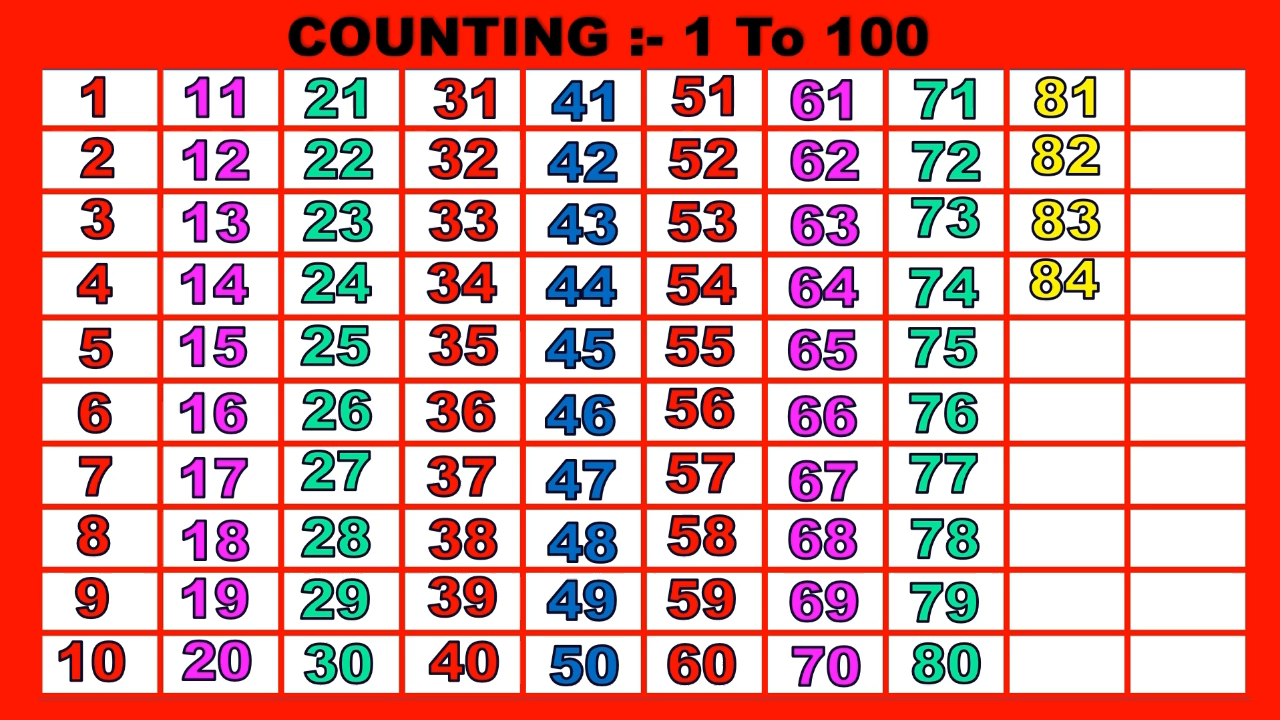 COUNTING :- 1 To 100
1 11 21 31 41 51 61 71 81
2 12 22 32 42 52 62 72 82
3 13 23 33 43 53 63 73 83
4 14 24 34 44 54 64 74 84
5 15 25 35 45 55 65 75
6 16 26 36 46 56 66 76
7 17 27 37 47 57 67 77
8 18 28 38 48 58 68 78
9 19 29 39 49 59 69 79
10 20 30 40 50 60 70 80